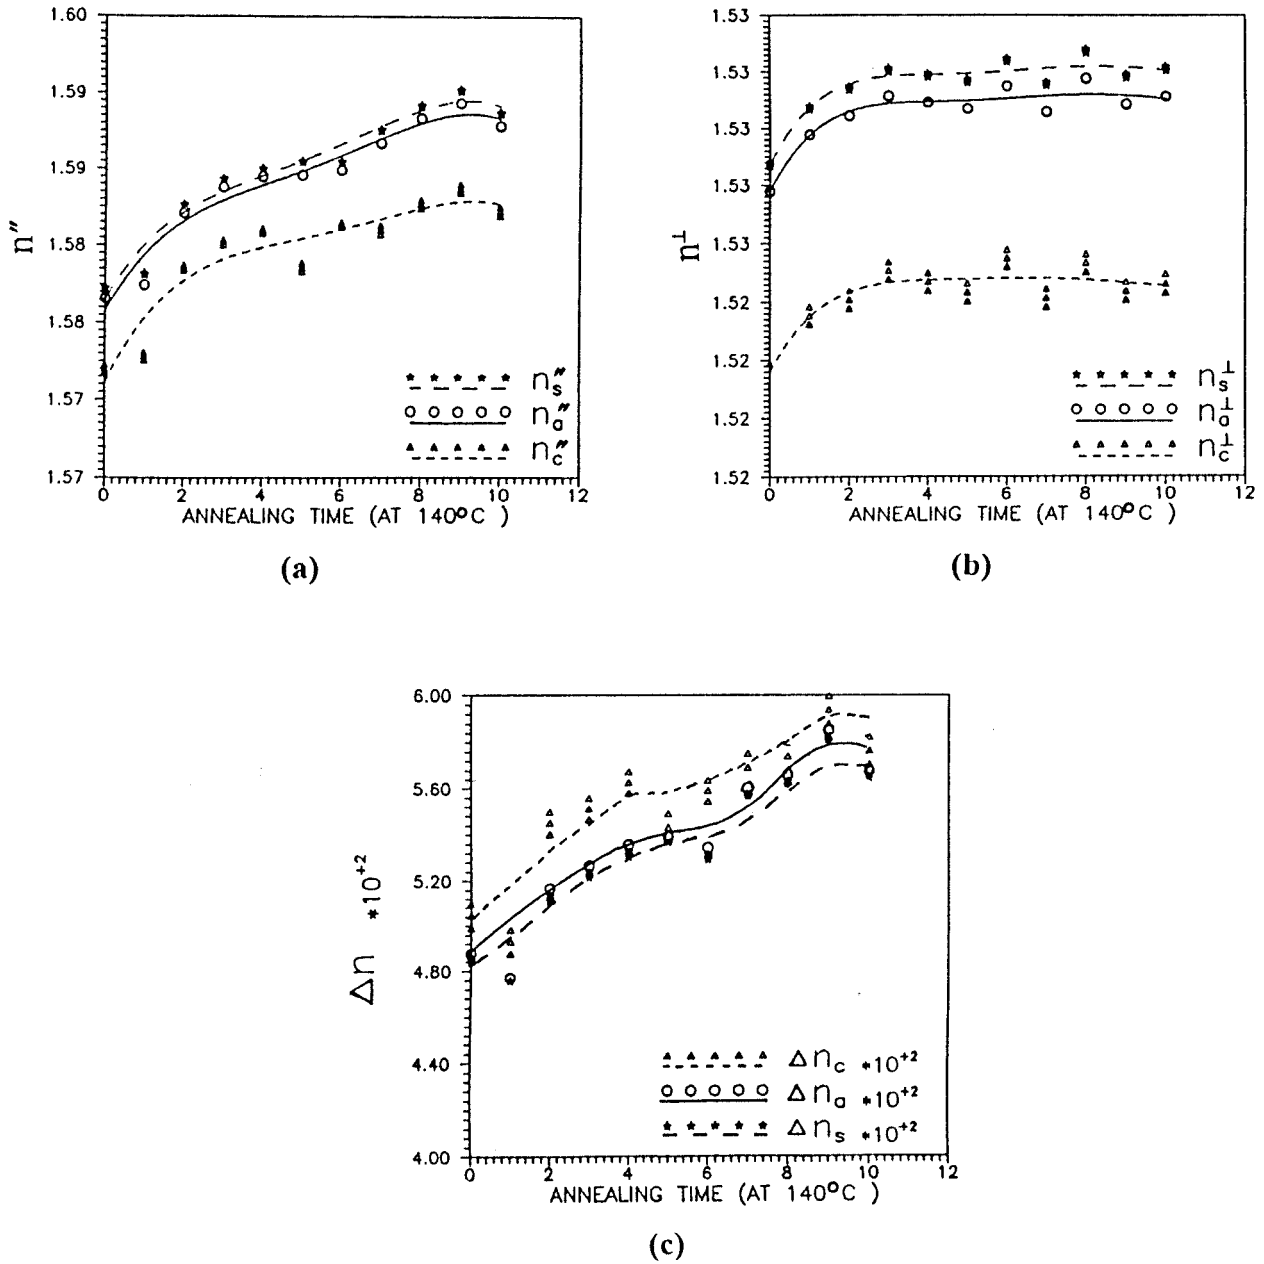 1.60
1.59
1.59
1.58
1.58
1.57
1.57
n″
n″s
n″a
n″c
0 2 4 6 8 10 12
ANNEALING TIME (AT 140°C )
(a)
1.53
1.53
1.53
1.53
1.53
1.52
1.52
1.52
1.52
n⊥
n⊥s
n⊥a
n⊥c
0 2 4 6 8 10 12
ANNEALING TIME (AT 140°C )
(b)
6.00
5.60
5.20
4.80
4.40
4.00
Δn *10+2
Δnc *10+2
Δna *10+2
Δns *10+2
0 2 4 6 8 10 12
ANNEALING TIME (AT 140°C )
(c)